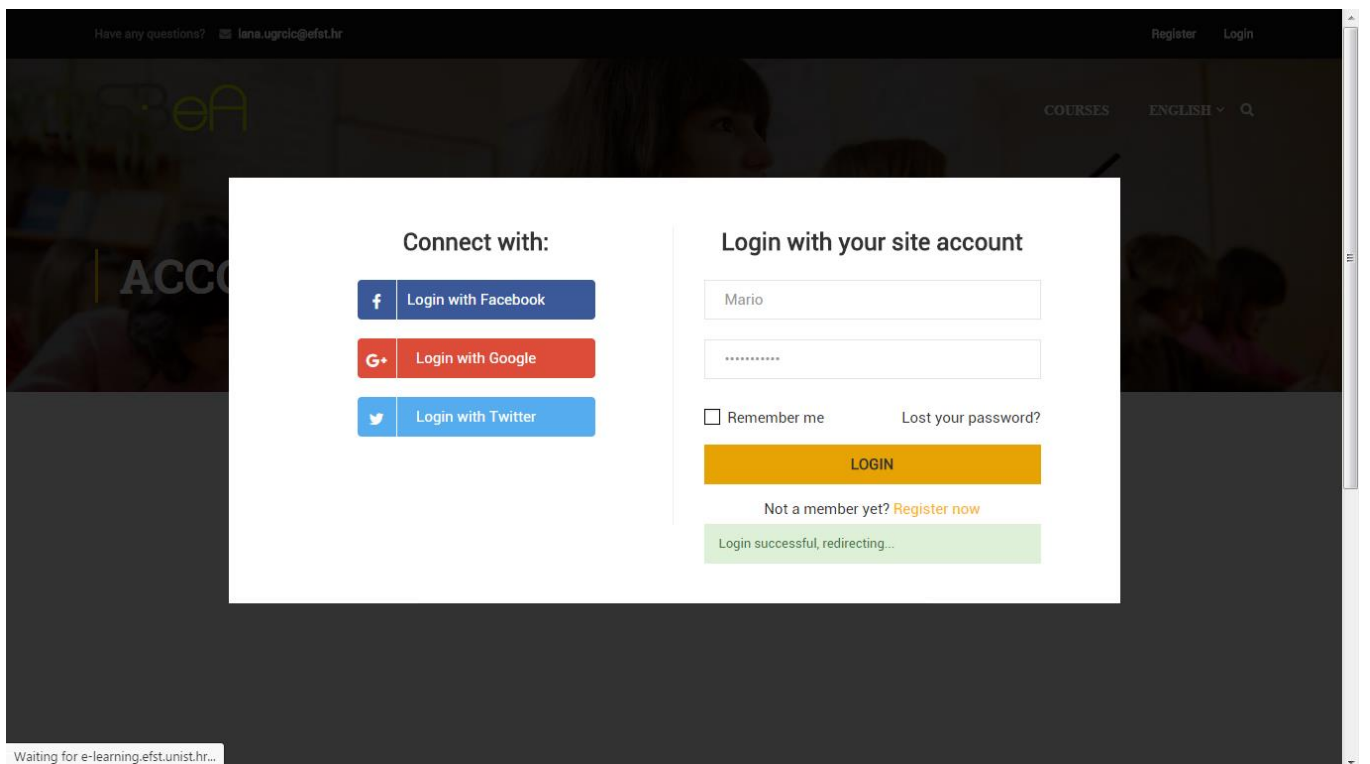 Have any questions? lana.ugrcic@efst.hr Register Login
eA
COURSES ENGLISH
ACCO
Connect with:
Login with Facebook
Login with Google
Login with Twitter
Login with your site account
Mario
•••••••••••
Remember me Lost your password?
LOGIN
Not a member yet? Register now
Login successful, redirecting...
Waiting for e-learning.efst.unist.hr...